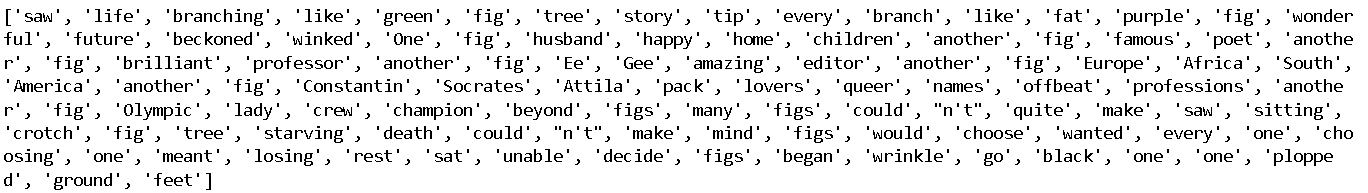 ['saw', 'life', 'branching', 'like', 'green', 'fig', 'tree', 'story', 'tip', 'every', 'branch', 'like', 'fat', 'purple', 'fig', 'wonder
ful', 'future', 'beckoned', 'winked', 'One', 'fig', 'husband', 'happy', 'home', 'children', 'another', 'fig', 'famous', 'poet', 'anothe
r', 'fig', 'brilliant', 'professor', 'another', 'fig', 'Ee', 'Gee', 'amazing', 'editor', 'another', 'fig', 'Europe', 'Africa', 'South',
'America', 'another', 'fig', 'Constantin', 'Socrates', 'Attila', 'pack', 'lovers', 'queer', 'names', 'offbeat', 'professions', 'anothe
r', 'fig', 'Olympic', 'lady', 'crew', 'champion', 'beyond', 'figs', 'many', 'figs', 'could', "n't", 'quite', 'make', 'saw', 'sitting',
'crotch', 'fig', 'tree', 'starving', 'death', 'could', "n't", 'make', 'mind', 'figs', 'would', 'choose', 'wanted', 'every', 'one', 'cho
osing', 'one', 'meant', 'losing', 'rest', 'sat', 'unable', 'decide', 'figs', 'began', 'wrinkle', 'go', 'black', 'one', 'one', 'ploppe
d', 'ground', 'feet']